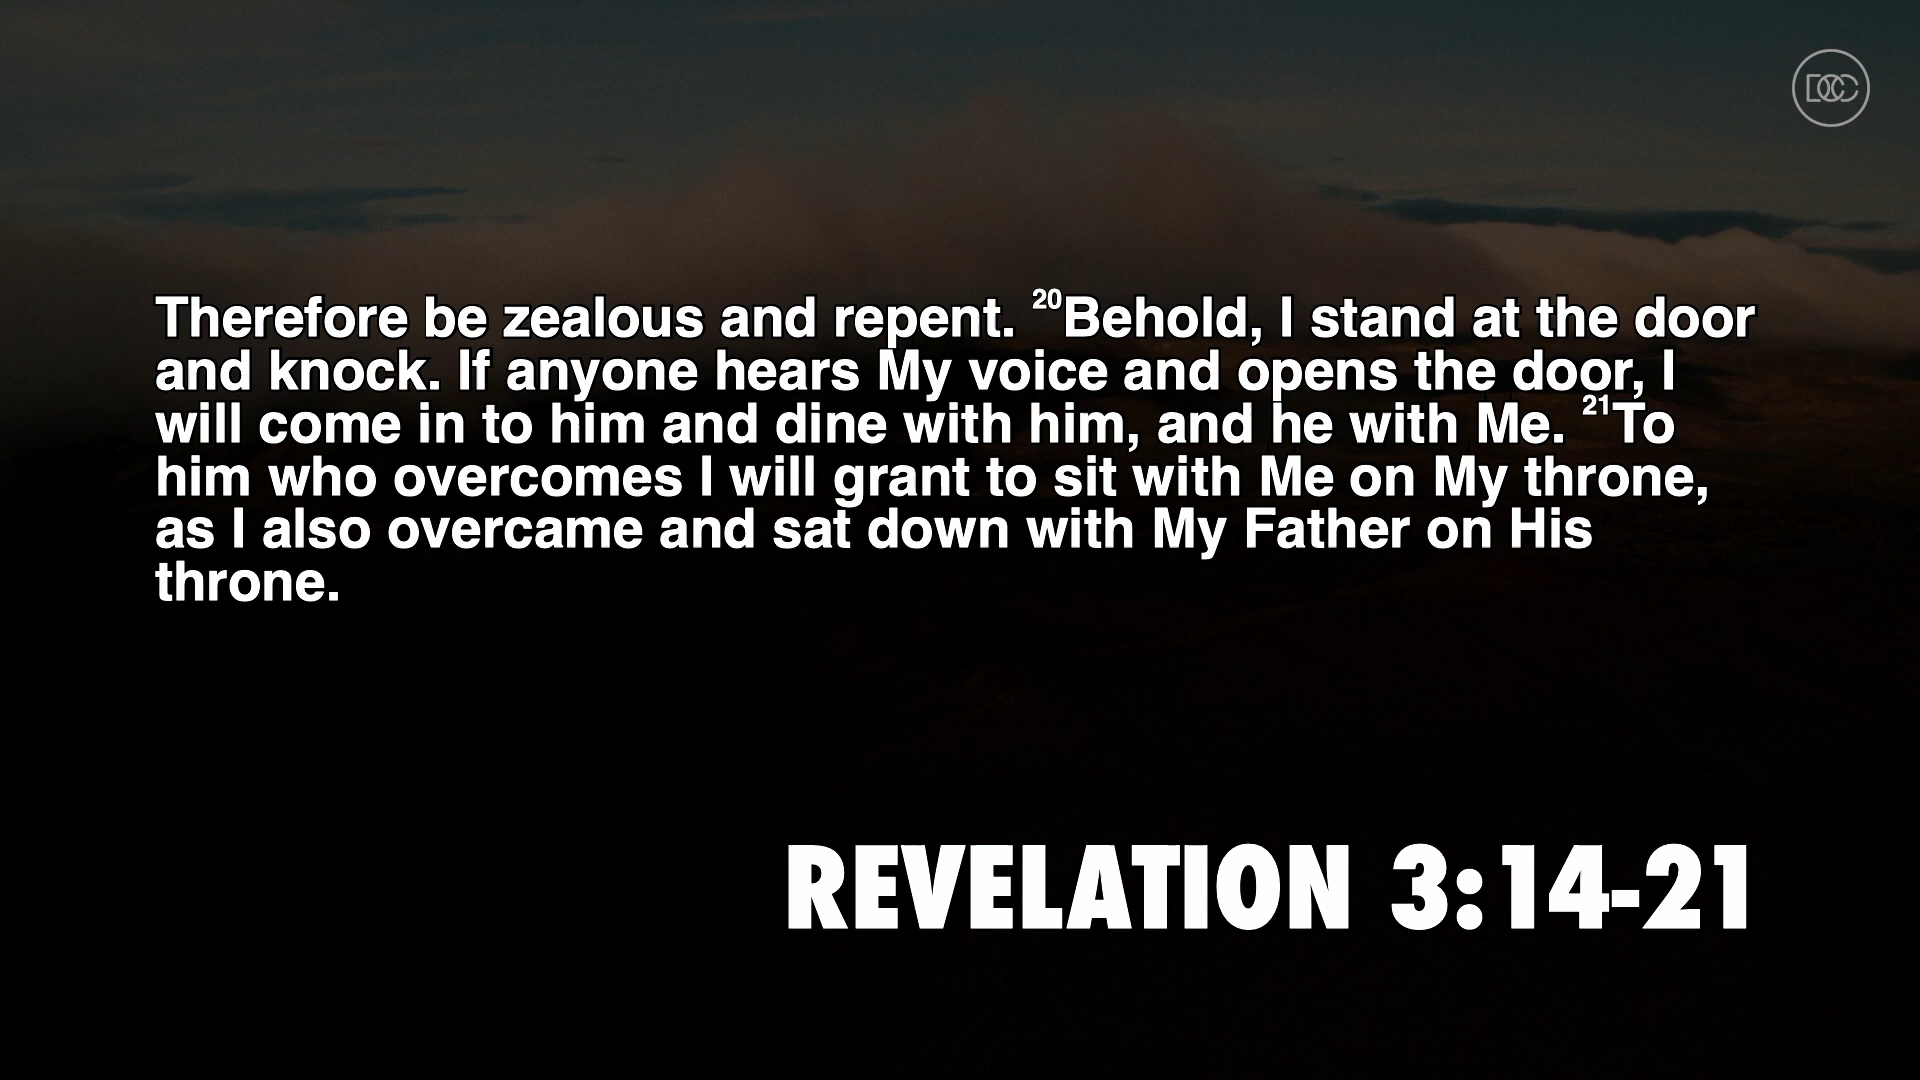 DOC
Therefore be zealous and repent. 20Behold, I stand at the door
and knock. If anyone hears My voice and opens the door, I
will come in to him and dine with him, and he with Me. 21To
him who overcomes I will grant to sit with Me on My throne,
as I also overcame and sat down with My Father on His
throne.
REVELATION 3:14-21